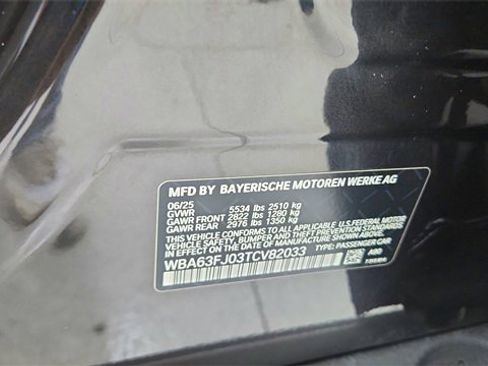 MFD BY BAYERISCHE MOTOREN WERKE AG
06/25
GVWR 5534 lbs 2510 kg
GAWR FRONT 2822 lbs 1280 kg
GAWR REAR 2976 lbs 1350 kg
THIS VEHICLE CONFORMS TO ALL APPLICABLE U.S. FEDERAL MOTOR
VEHICLE SAFETY, BUMPER, AND THEFT PREVENTION STANDARDS
IN EFFECT ON THE DATE OF MANUFACTURE SHOWN ABOVE.
WBA63FJ03TCV82033 TYPE: PASSENGER CAR